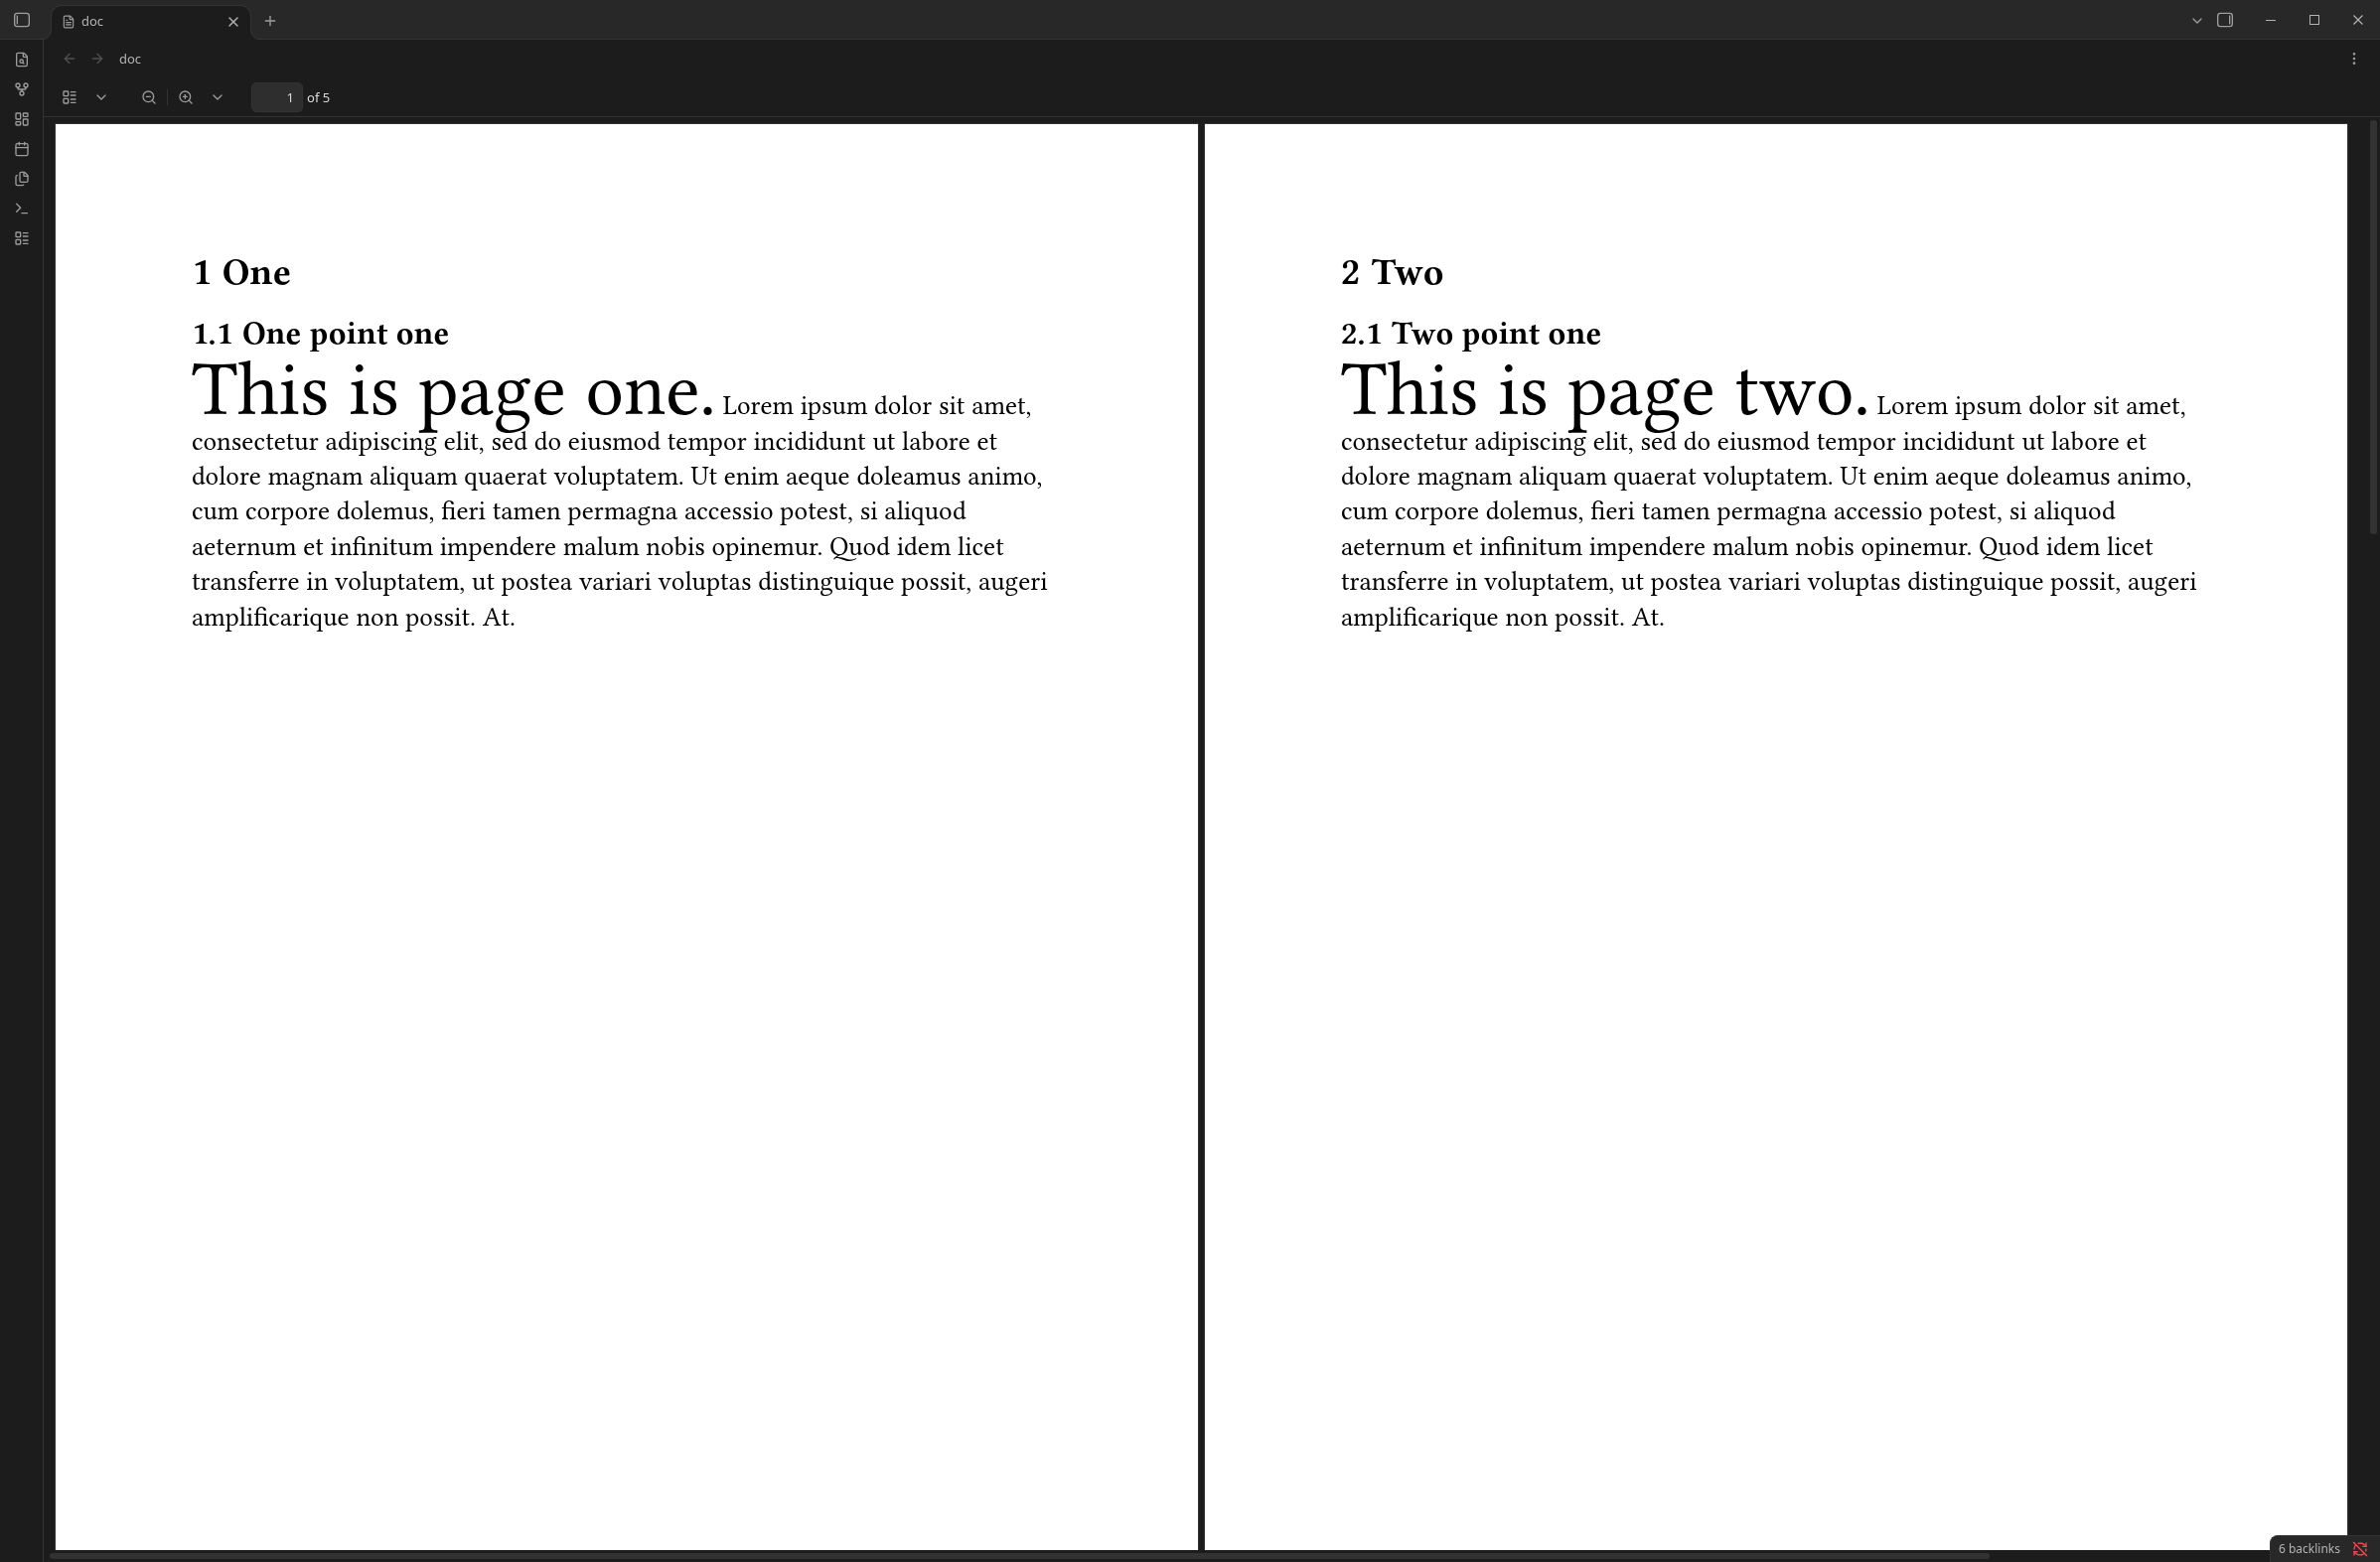 doc
doc
1 of 5
1 One
1.1 One point one
This is page one. Lorem ipsum dolor sit amet,
consectetur adipiscing elit, sed do eiusmod tempor incididunt ut labore et
dolore magnam aliquam quaerat voluptatem. Ut enim aeque doleamus animo,
cum corpore dolemus, fieri tamen permagna accessio potest, si aliquod
aeternum et infinitum impendere malum nobis opinemur. Quod idem licet
transferre in voluptatem, ut postea variari voluptas distinguique possit, augeri
amplificarique non possit. At.
2 Two
2.1 Two point one
This is page two. Lorem ipsum dolor sit amet,
consectetur adipiscing elit, sed do eiusmod tempor incididunt ut labore et
dolore magnam aliquam quaerat voluptatem. Ut enim aeque doleamus animo,
cum corpore dolemus, fieri tamen permagna accessio potest, si aliquod
aeternum et infinitum impendere malum nobis opinemur. Quod idem licet
transferre in voluptatem, ut postea variari voluptas distinguique possit, augeri
amplificarique non possit. At.
6 backlinks